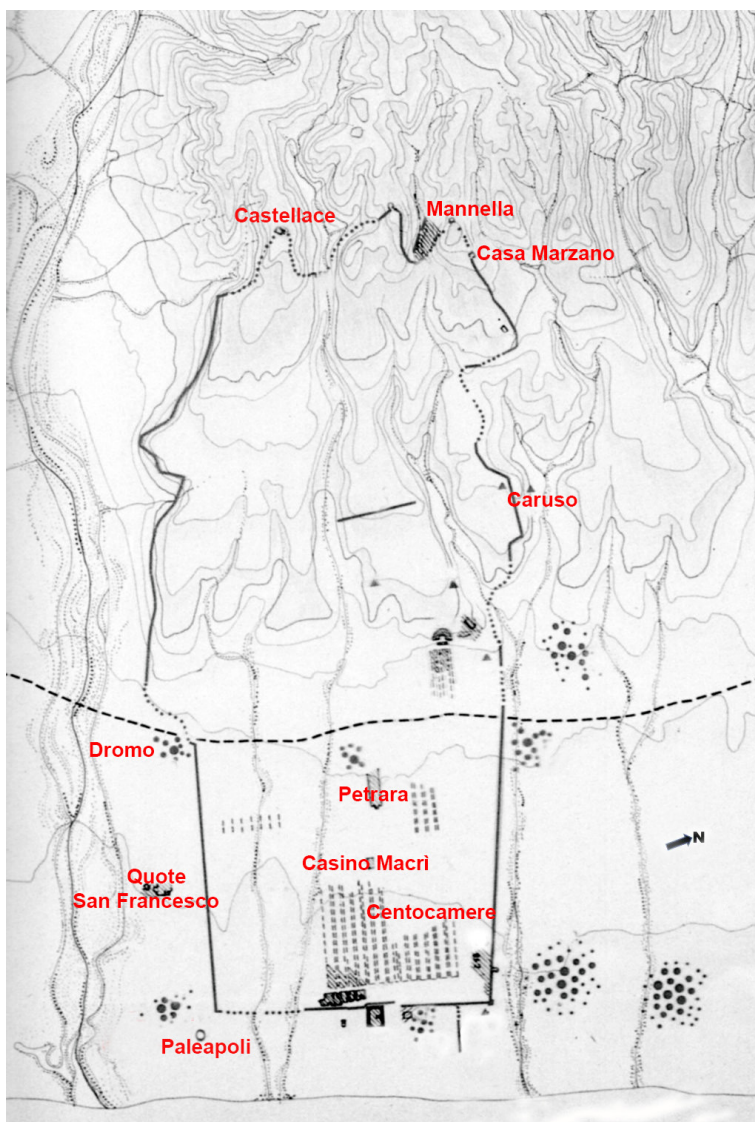 Castellace
Mannella
Casa Marzano
Caruso
Dromo
Petrara
N
Casino Macrì
Quote
San Francesco
Centocamere
Paleapoli